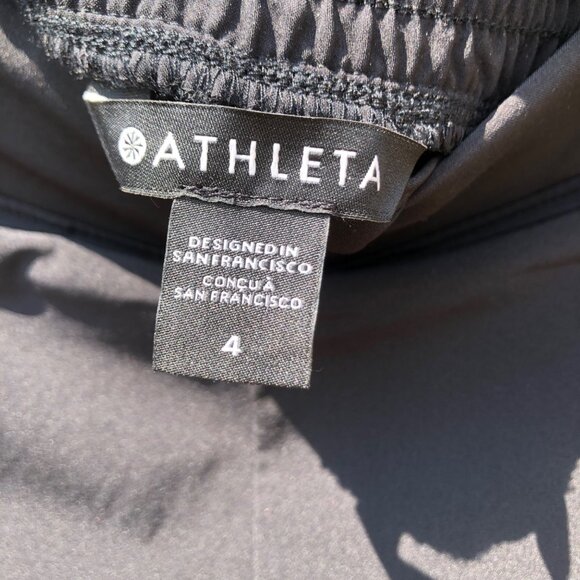 ATHLETA
DESIGNED IN
SAN FRANCISCO
CONÇU À
SAN FRANCISCO
4